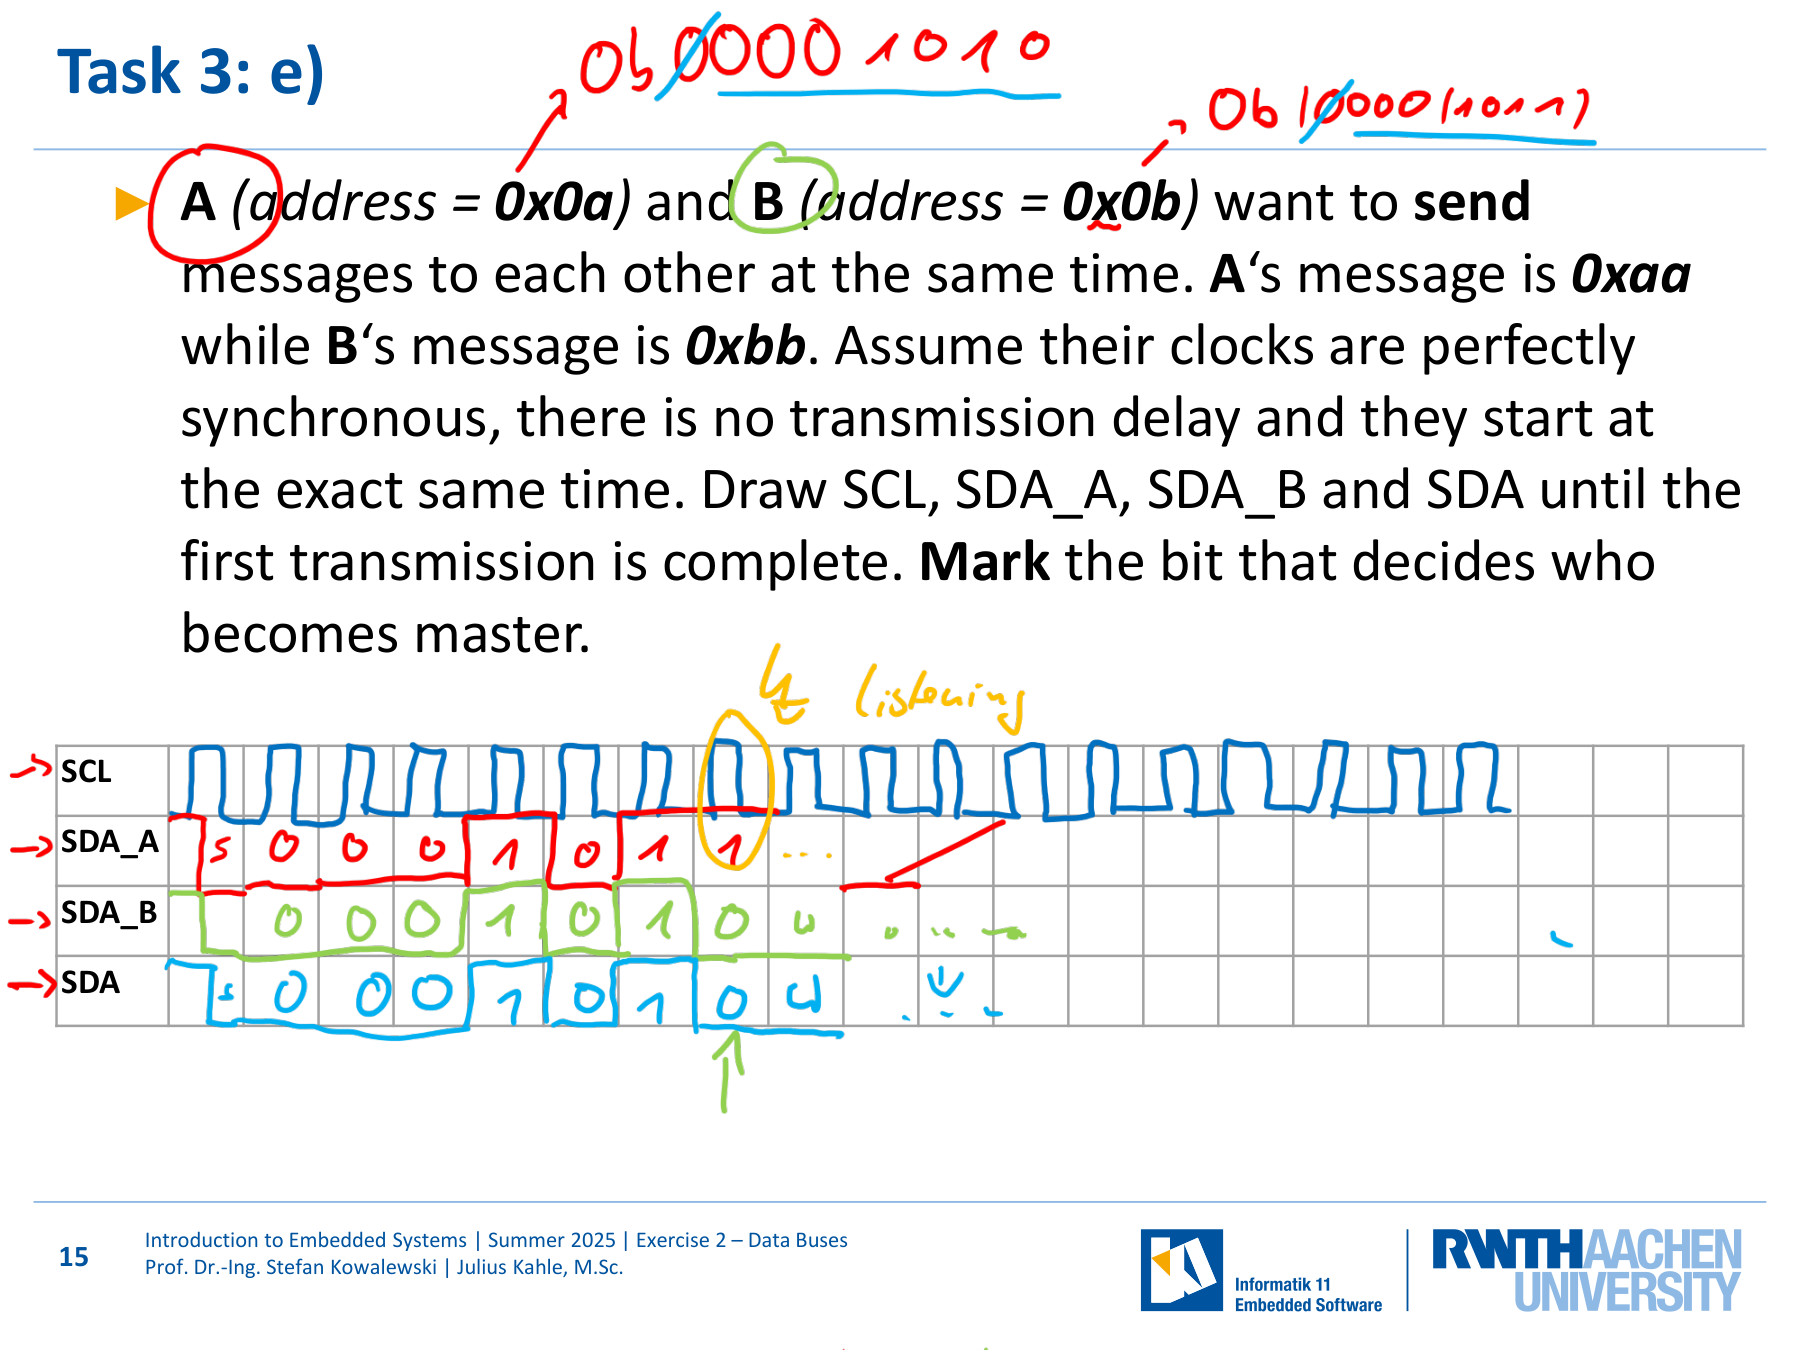 Task 3: e)
0b 00001010
0b 10000(1011)
► A (address = 0x0a) and B (address = 0x0b) want to send
messages to each other at the same time. A‘s message is 0xaa
while B‘s message is 0xbb. Assume their clocks are perfectly
synchronous, there is no transmission delay and they start at
the exact same time. Draw SCL, SDA_A, SDA_B and SDA until the
first transmission is complete. Mark the bit that decides who
becomes master.
listening
SCL
SDA_A S 0 0 0 1 0 1 1 ...
SDA_B 0 0 0 1 0 1 0 ω
SDA s 0 0 0 1 0 1 0 ω
15
Introduction to Embedded Systems | Summer 2025 | Exercise 2 – Data Buses
Prof. Dr.-Ing. Stefan Kowalewski | Julius Kahle, M.Sc.
Informatik 11
Embedded Software
RWTHAACHEN
UNIVERSITY